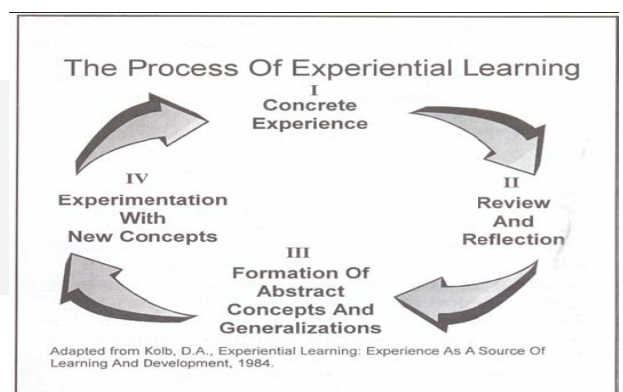 The Process Of Experiential Learning
I
Concrete
Experience
II
Review
And
Reflection
III
Formation Of
Abstract
Concepts And
Generalizations
IV
Experimentation
With
New Concepts
Adapted from Kolb, D.A., Experiential Learning: Experience As A Source Of
Learning And Development, 1984.